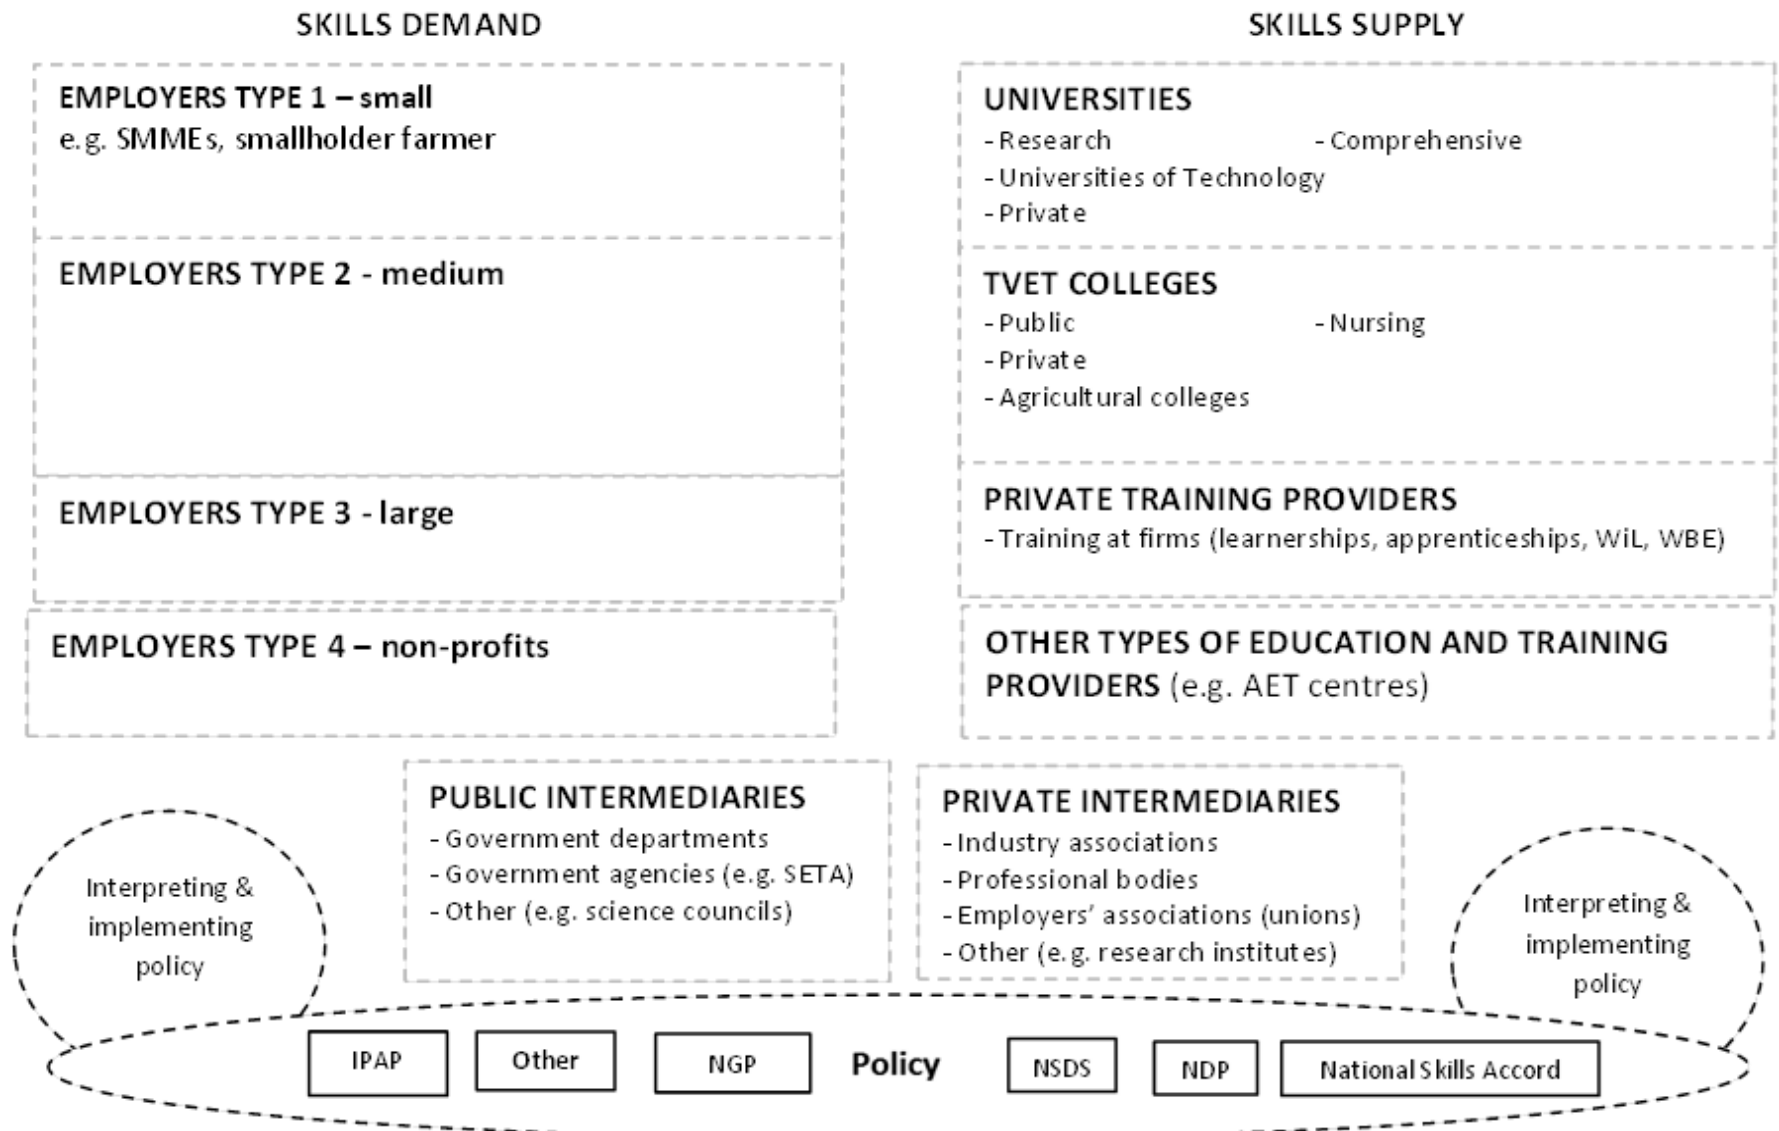 SKILLS DEMAND
EMPLOYERS TYPE 1 – small
e.g. SMMEs, smallholder farmer
EMPLOYERS TYPE 2 - medium
EMPLOYERS TYPE 3 - large
EMPLOYERS TYPE 4 – non-profits
SKILLS SUPPLY
UNIVERSITIES
- Research - Comprehensive
- Universities of Technology
- Private
TVET COLLEGES
- Public - Nursing
- Private
- Agricultural colleges
PRIVATE TRAINING PROVIDERS
- Training at firms (learnerships, apprenticeships, WiL, WBE)
OTHER TYPES OF EDUCATION AND TRAINING
PROVIDERS (e.g. AET centres)
PUBLIC INTERMEDIARIES
- Government departments
- Government agencies (e.g. SETA)
- Other (e.g. science councils)
PRIVATE INTERMEDIARIES
- Industry associations
- Professional bodies
- Employers’ associations (unions)
- Other (e.g. research institutes)
Interpreting &
implementing
policy
Interpreting &
implementing
policy
IPAP
Other
NGP
Policy
NSDS
NDP
National Skills Accord